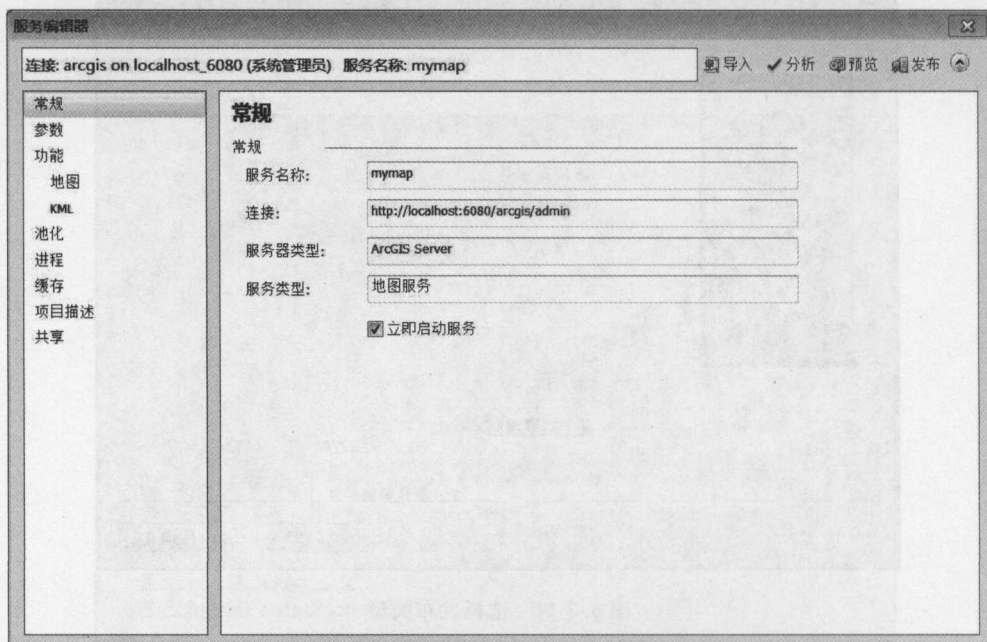 服务编辑器
连接: arcgis on localhost_6080 (系统管理员) 服务名称: mymap
导入 分析 预览 发布
常规
参数
功能
地图
KML
池化
进程
缓存
项目描述
共享
常规
常规
服务名称: mymap
连接: http://localhost:6080/arcgis/admin
服务器类型: ArcGIS Server
服务类型: 地图服务
立即启动服务